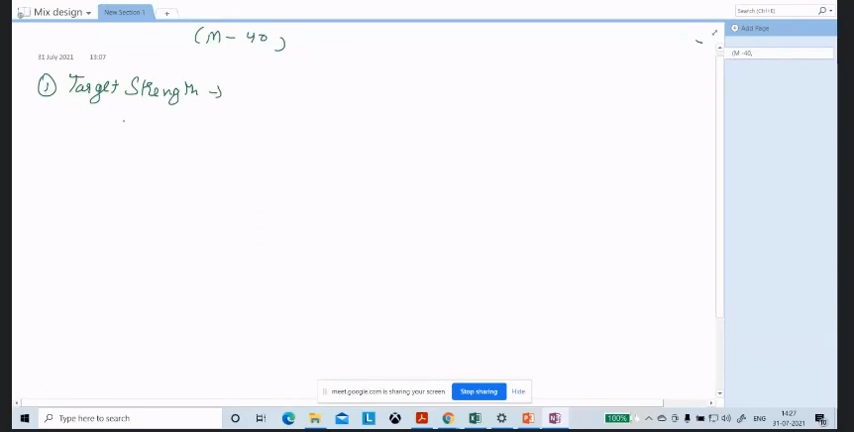 Mix design
New Section 1
+
Search (Ctrl+E)
(M - 40)
Add Page
31 July 2021 13:07
(M -40,
① Target Strength →
meet.google.com is sharing your screen
Stop sharing
Hide
Type here to search
100%
ENG
14:27
31-07-2021